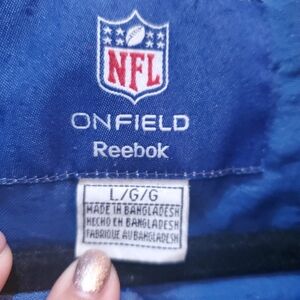 NFL
ONFIELD
Reebok
L/G/G
MADE IN BANGLADESH
HECHO EN BANGLADESH
FABRIQUE AU BANGLADESH